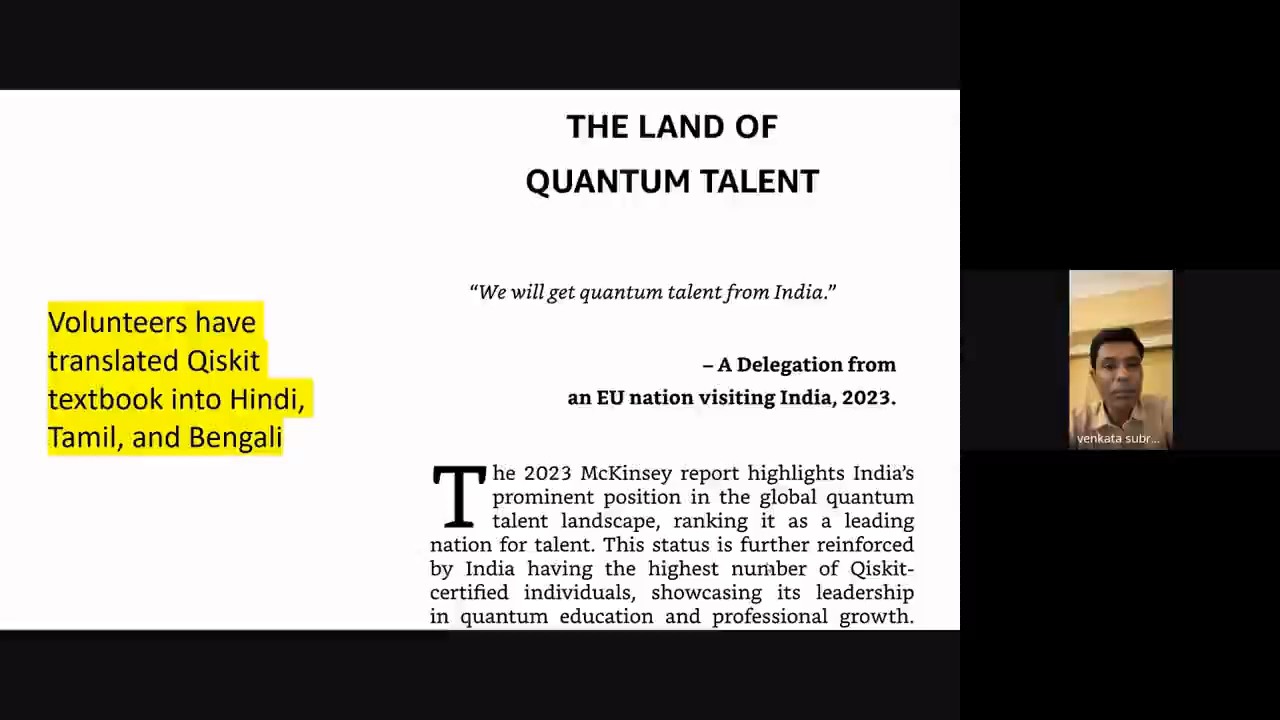 THE LAND OF
QUANTUM TALENT
“We will get quantum talent from India.”
– A Delegation from
an EU nation visiting India, 2023.
Volunteers have
translated Qiskit
textbook into Hindi,
Tamil, and Bengali
The 2023 McKinsey report highlights India’s
prominent position in the global quantum
talent landscape, ranking it as a leading
nation for talent. This status is further reinforced
by India having the highest number of Qiskit-
certified individuals, showcasing its leadership
in quantum education and professional growth.
venkata subr...